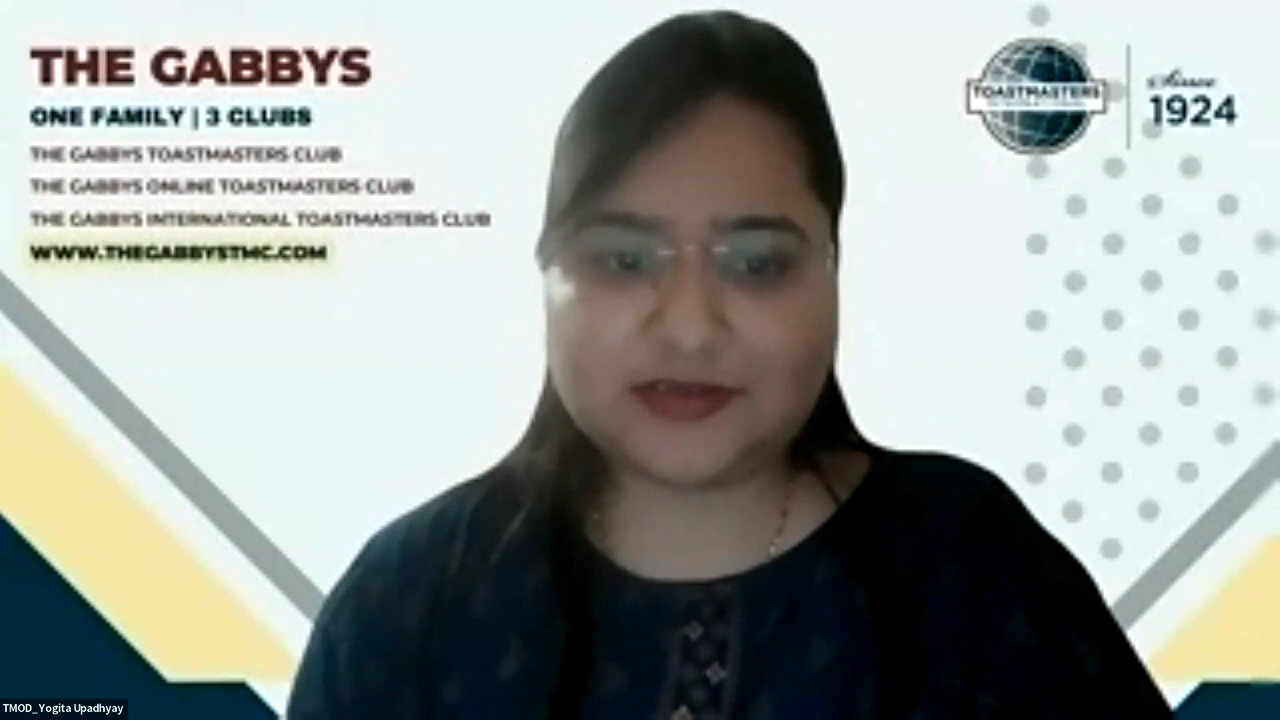 THE GABBYS
ONE FAMILY | 3 CLUBS
THE GABBYS TOASTMASTERS CLUB
THE GABBYS ONLINE TOASTMASTERS CLUB
THE GABBYS INTERNATIONAL TOASTMASTERS CLUB
WWW.THEGABBYSTMC.COM
TOASTMASTERS
Since
1924
TMOD_Yogita Upadhyay